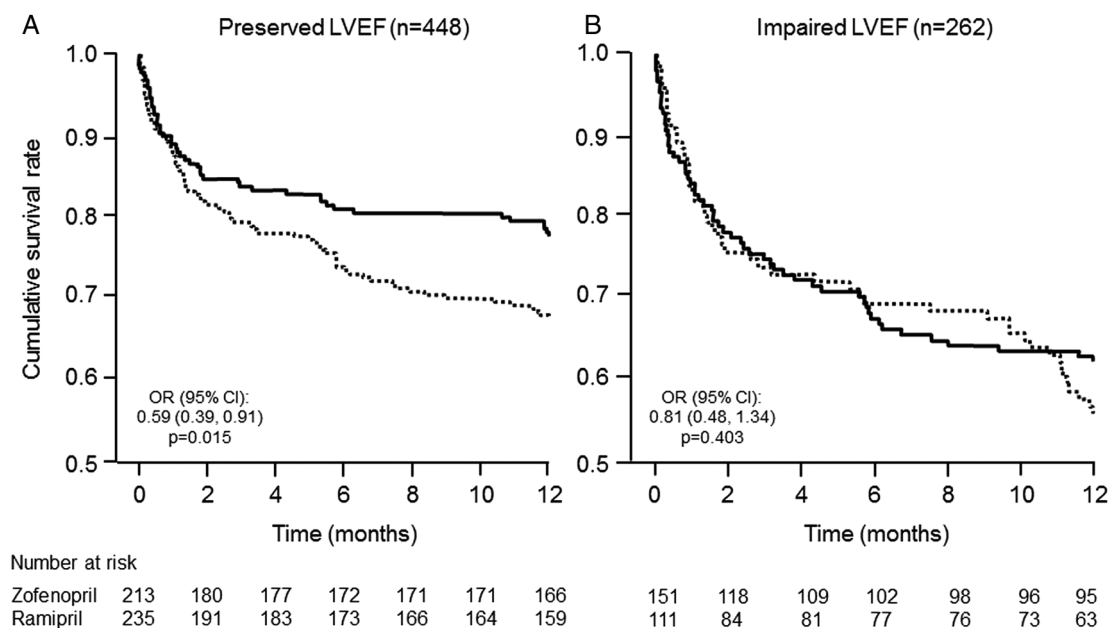 A
Preserved LVEF (n=448)
B
Impaired LVEF (n=262)
Cumulative survival rate
1.0
0.9
0.8
0.7
0.6
0.5
OR (95% CI):
0.59 (0.39, 0.91)
p=0.015
0 2 4 6 8 10 12
Time (months)
1.0
0.9
0.8
0.7
0.6
0.5
OR (95% CI):
0.81 (0.48, 1.34)
p=0.403
0 2 4 6 8 10 12
Time (months)
Number at risk
Zofenopril 213 180 177 172 171 171 166 151 118 109 102 98 96 95
Ramipril 235 191 183 173 166 164 159 111 84 81 77 76 73 63